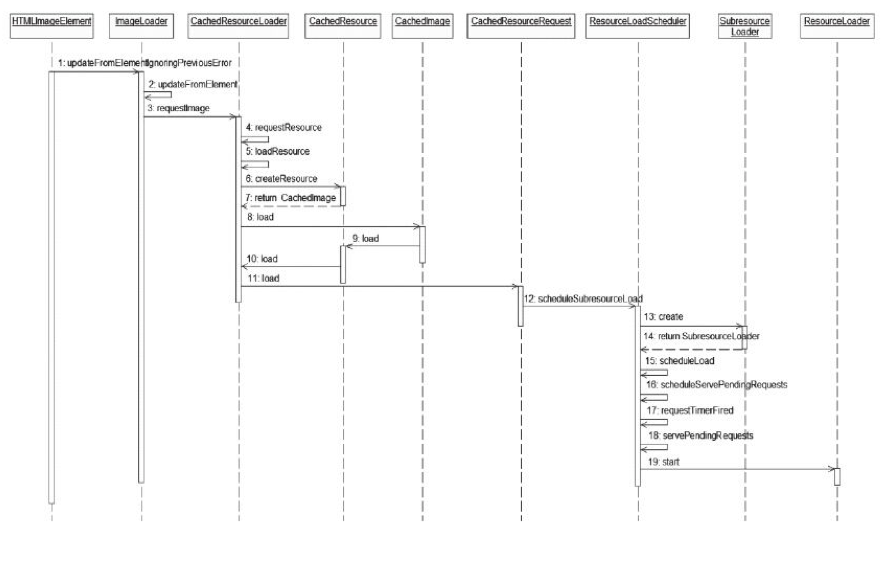 HTMLImageElement
ImageLoader
CachedResourceLoader
CachedResource
CachedImage
CachedResourceRequest
ResourceLoadScheduler
Subresource
Loader
ResourceLoader
1: updateFromElementIgnoringPreviousError
2: updateFromElement
3: requestImage
4: requestResource
5: loadResource
6: createResource
7: return CachedImage
8: load
9: load
10: load
11: load
12: scheduleSubresourceLoad
13: create
14: return SubresourceLoader
15: scheduleLoad
16: scheduleServePendingRequests
17: requestTimerFired
18: servePendingRequests
19: start